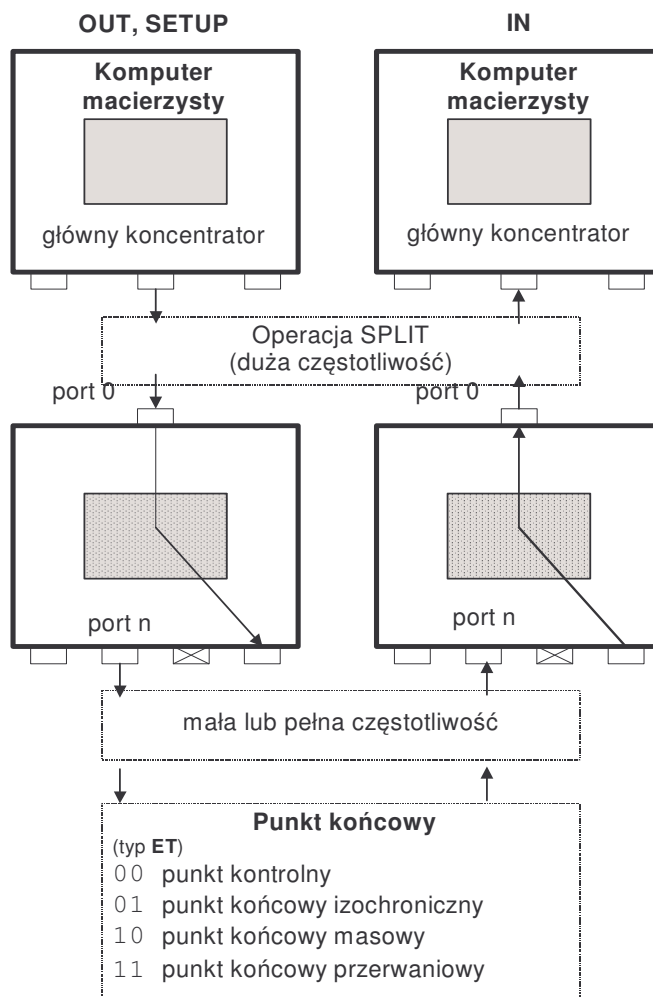 OUT, SETUP
IN
Komputer
macierzysty
główny koncentrator
Komputer
macierzysty
główny koncentrator
Operacja SPLIT
(duża częstotliwość)
port 0
port 0
port n
port n
mała lub pełna częstotliwość
Punkt końcowy
(typ ET)
00 punkt kontrolny
01 punkt końcowy izochroniczny
10 punkt końcowy masowy
11 punkt końcowy przerwaniowy